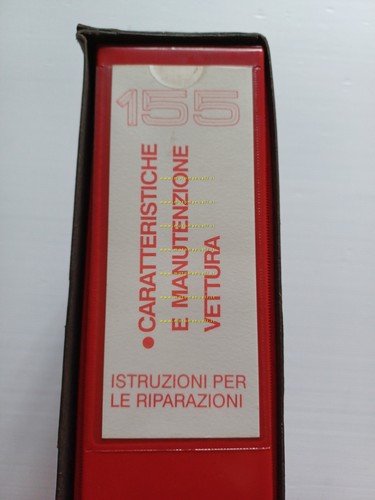 155
• CARATTERISTICHE
E MANUTENZIONE
VETTURA
ISTRUZIONI PER
LE RIPARAZIONI